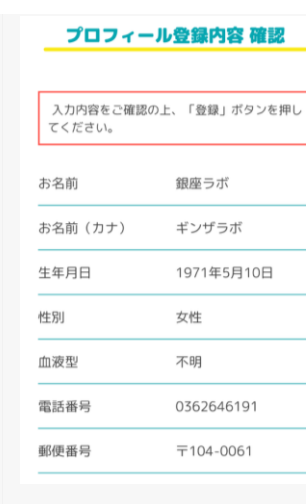 プロフィール登録内容 確認
入力内容をご確認の上、「登録」ボタンを押し
てください。
お名前 銀座ラボ
お名前（カナ） ギンザラボ
生年月日 1971年5月10日
性別 女性
血液型 不明
電話番号 0362646191
郵便番号 〒104-0061